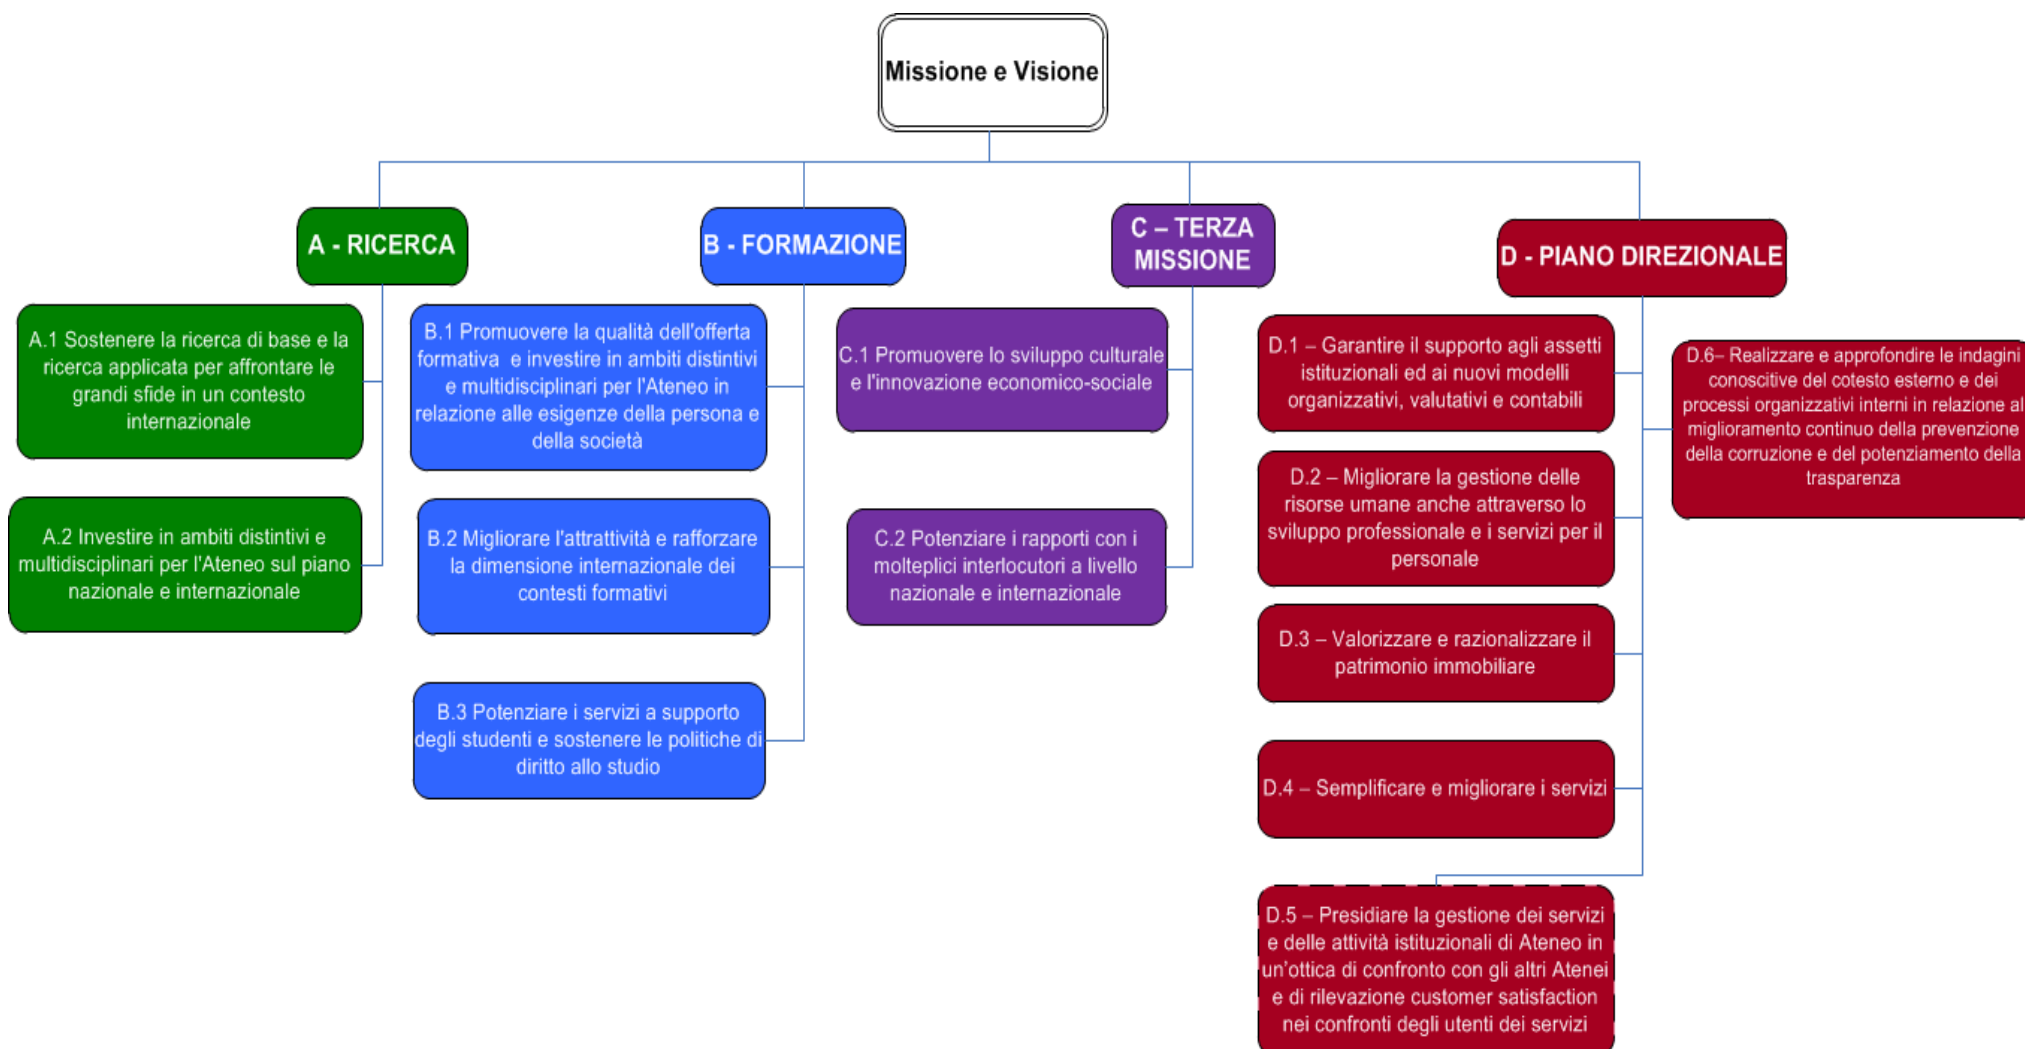 Missione e Visione
A - RICERCA
A.1 Sostenere la ricerca di base e la
ricerca applicata per affrontare le
grandi sfide in un contesto
internazionale
A.2 Investire in ambiti distintivi e
multidisciplinari per l'Ateneo sul piano
nazionale e internazionale
B - FORMAZIONE
B.1 Promuovere la qualità dell'offerta
formativa e investire in ambiti distintivi
e multidisciplinari per l'Ateneo in
relazione alle esigenze della persona e
della società
B.2 Migliorare l'attrattività e rafforzare
la dimensione internazionale dei
contesti formativi
B.3 Potenziare i servizi a supporto
degli studenti e sostenere le politiche di
diritto allo studio
C – TERZA
MISSIONE
C.1 Promuovere lo sviluppo culturale
e l'innovazione economico-sociale
C.2 Potenziare i rapporti con i
molteplici interlocutori a livello
nazionale e internazionale
D - PIANO DIREZIONALE
D.1 – Garantire il supporto agli assetti
istituzionali ed ai nuovi modelli
organizzativi, valutativi e contabili
D.2 – Migliorare la gestione delle
risorse umane anche attraverso lo
sviluppo professionale e i servizi per il
personale
D.3 – Valorizzare e razionalizzare il
patrimonio immobiliare
D.4 – Semplificare e migliorare i servizi
D.5 – Presidiare la gestione dei servizi
e delle attività istituzionali di Ateneo in
un'ottica di confronto con gli altri Atenei
e di rilevazione customer satisfaction
nei confronti degli utenti dei servizi
D.6– Realizzare e approfondire le indagini
conoscitive del cotesto esterno e dei
processi organizzativi interni in relazione al
miglioramento continuo della prevenzione
della corruzione e del potenziamento della
trasparenza